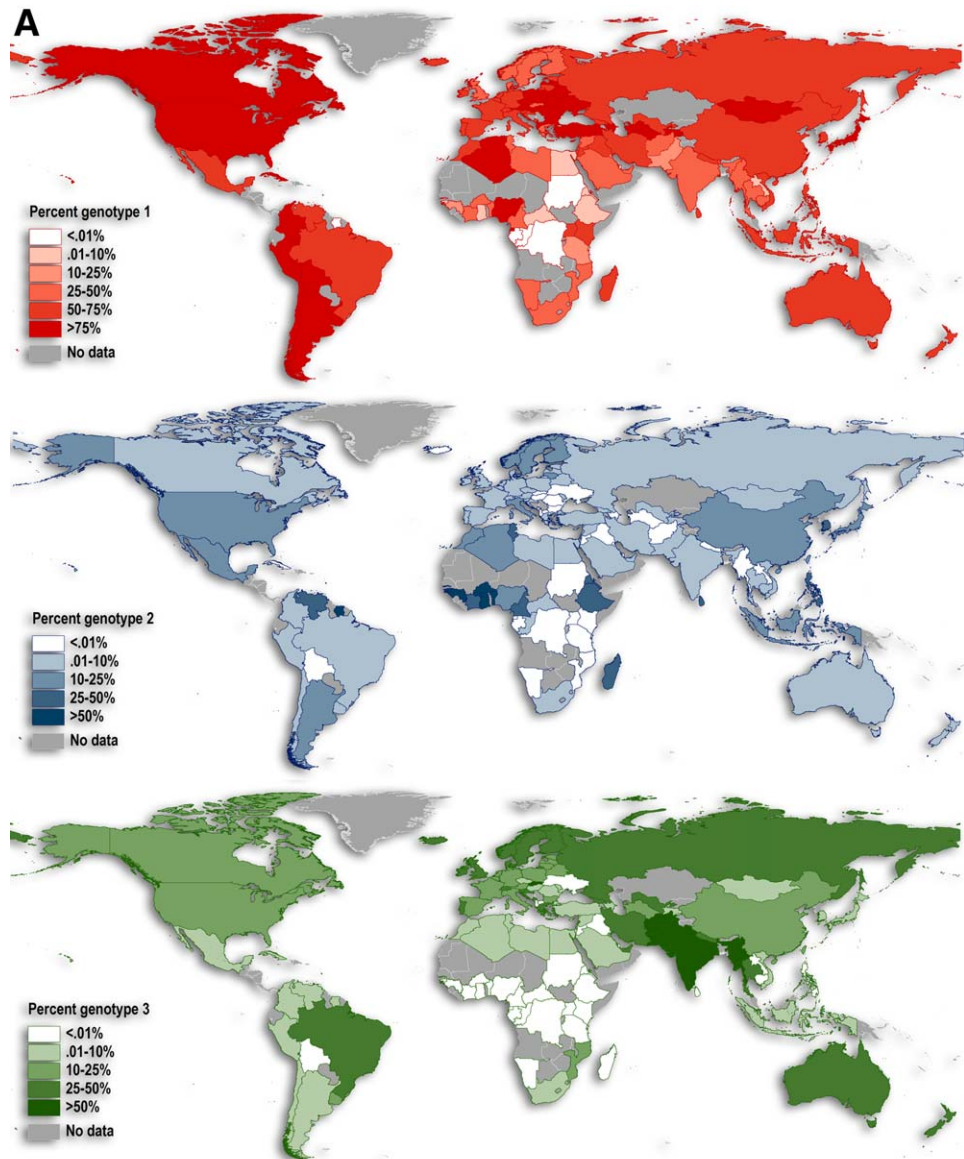 A
Percent genotype 1
<.01%
.01-10%
10-25%
25-50%
50-75%
>75%
No data
Percent genotype 2
<.01%
.01-10%
10-25%
25-50%
>50%
No data
Percent genotype 3
<.01%
.01-10%
10-25%
25-50%
>50%
No data